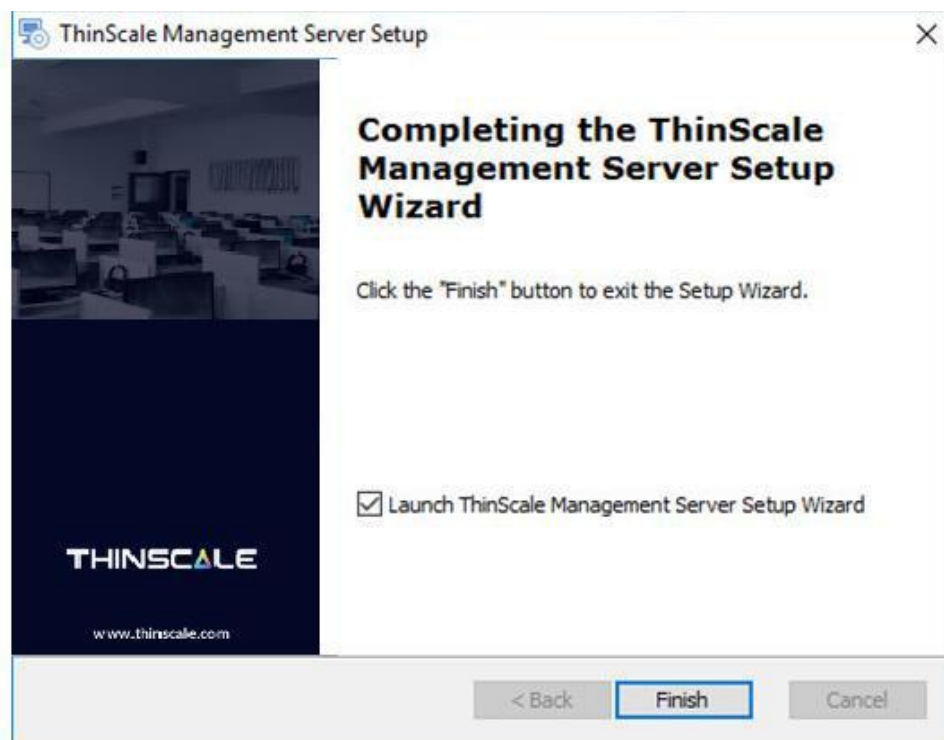 ThinScale Management Server Setup
Completing the ThinScale
Management Server Setup
Wizard
Click the "Finish" button to exit the Setup Wizard.
Launch ThinScale Management Server Setup Wizard
THINSCALE
www.thinscale.com
< Back
Finish
Cancel